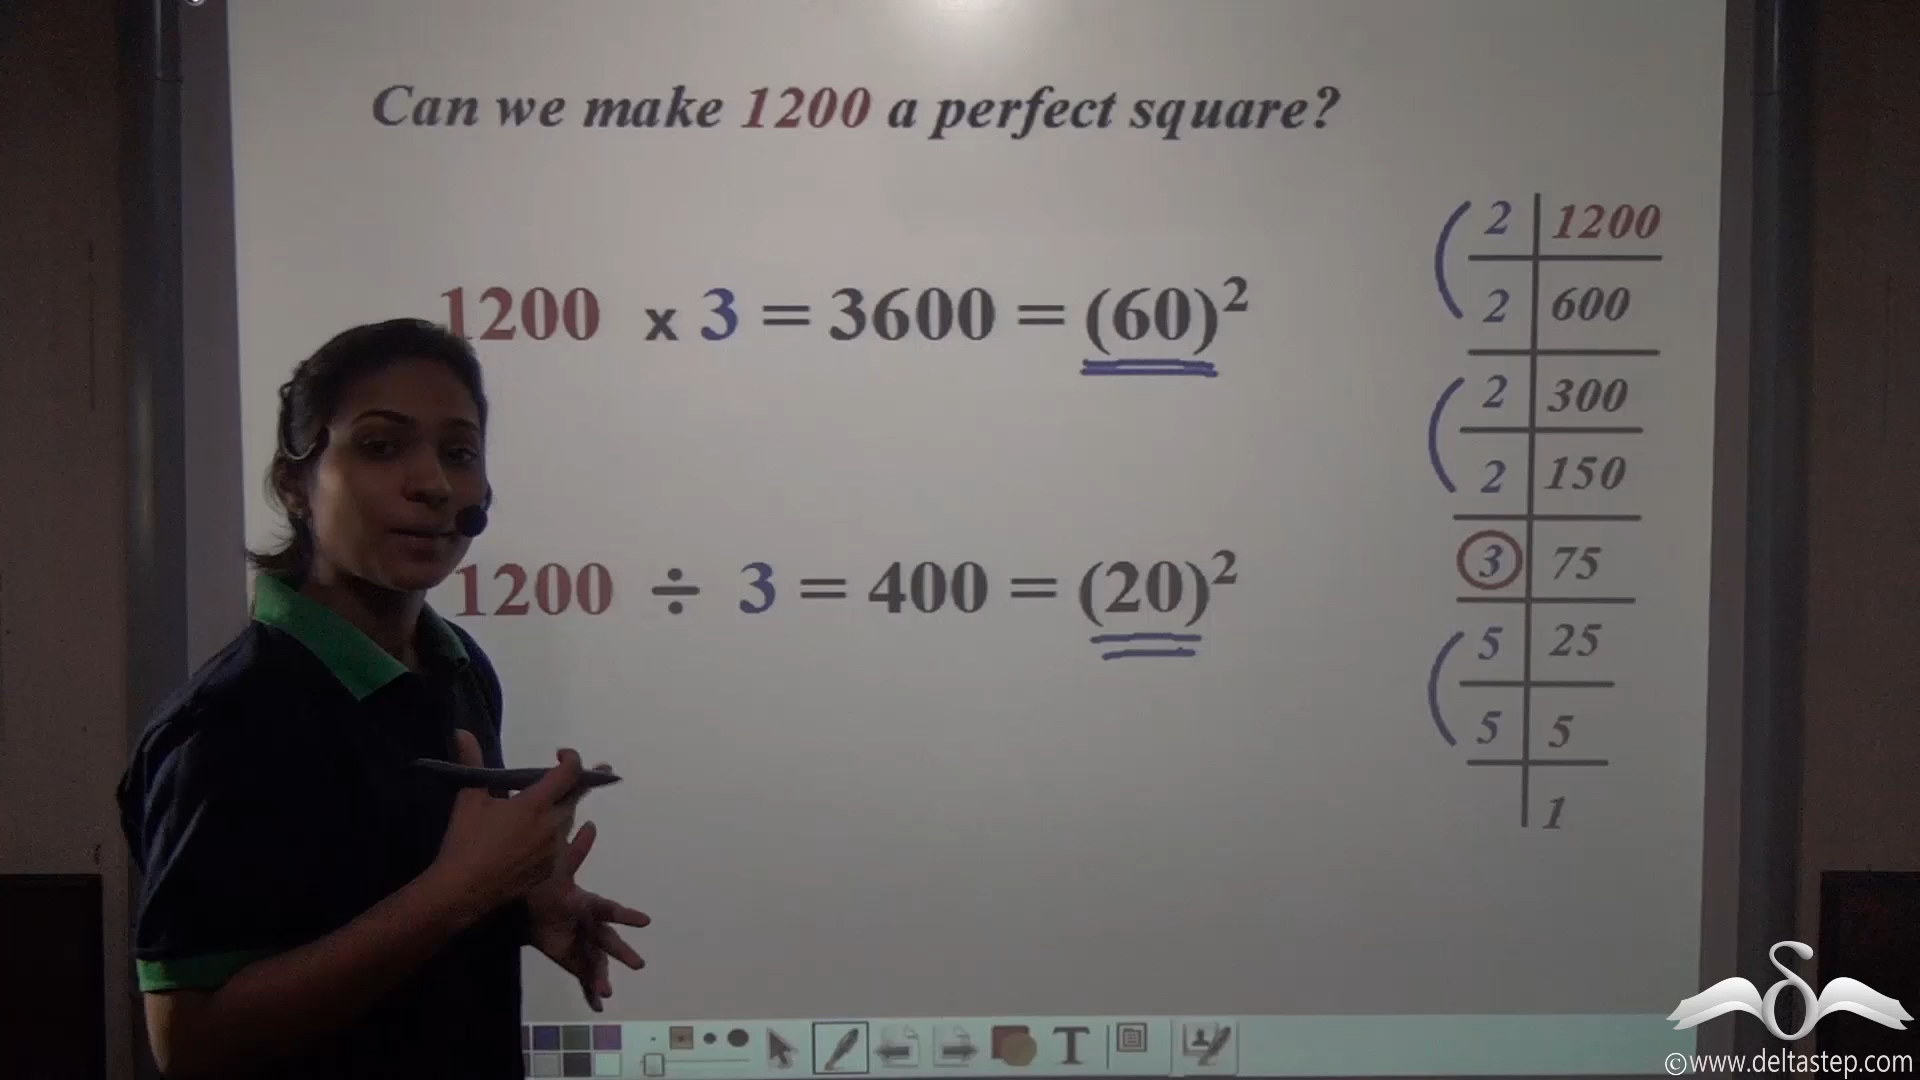 Can we make 1200 a perfect square?
1200 x 3 = 3600 = (60)²
1200 ÷ 3 = 400 = (20)²
2 | 1200
2 | 600
2 | 300
2 | 150
3 | 75
5 | 25
5 | 5
1
T
©www.deltastep.com